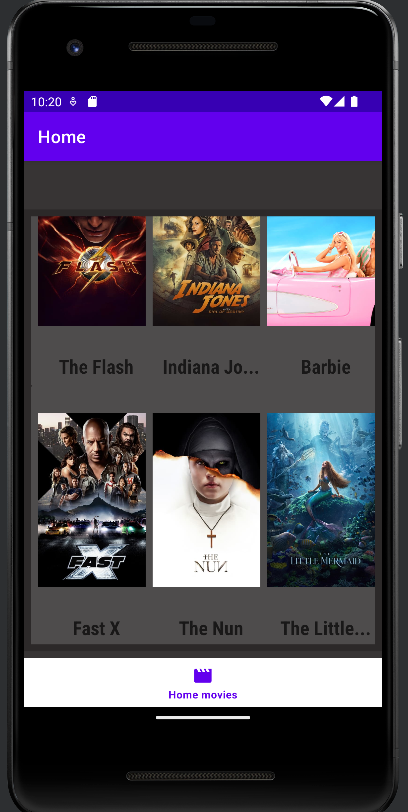 10:20
Home
FLASH
INDIANA
JONES
The Flash
Indiana Jo...
Barbie
FAST X
THE
NUN
THE
LITTLE MERMAID
Fast X
The Nun
The Little...
Home movies